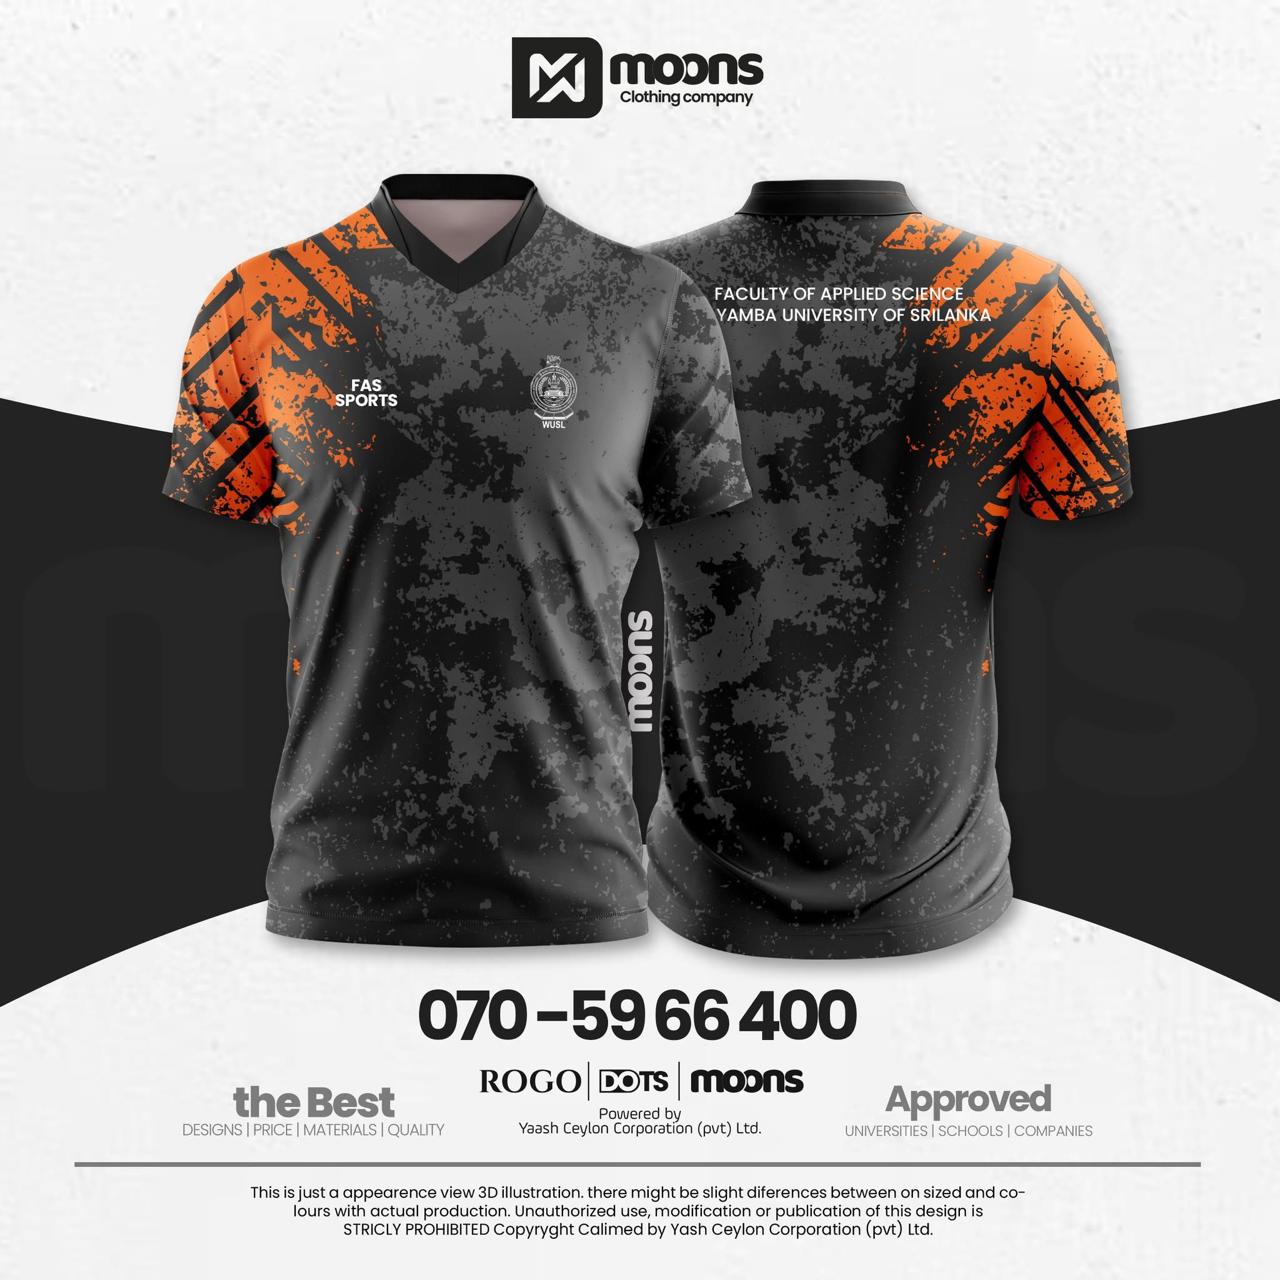 moons
Clothing company
FACULTY OF APPLIED SCIENCE
YAMBA UNIVERSITY OF SRILANKA
FAS
SPORTS
WUSL
moons
070 - 59 66 400
ROGO | DOTS | moons
Powered by
Yaash Ceylon Corporation (pvt) Ltd.
the Best
DESIGNS | PRICE | MATERIALS | QUALITY
Approved
UNIVERSITIES | SCHOOLS | COMPANIES
This is just a appearence view 3D illustration. there might be slight diferences between on sized and co-
lours with actual production. Unauthorized use, modification or publication of this design is
STRICLY PROHIBITED Copyryght Calimed by Yash Ceylon Corporation (pvt) Ltd.